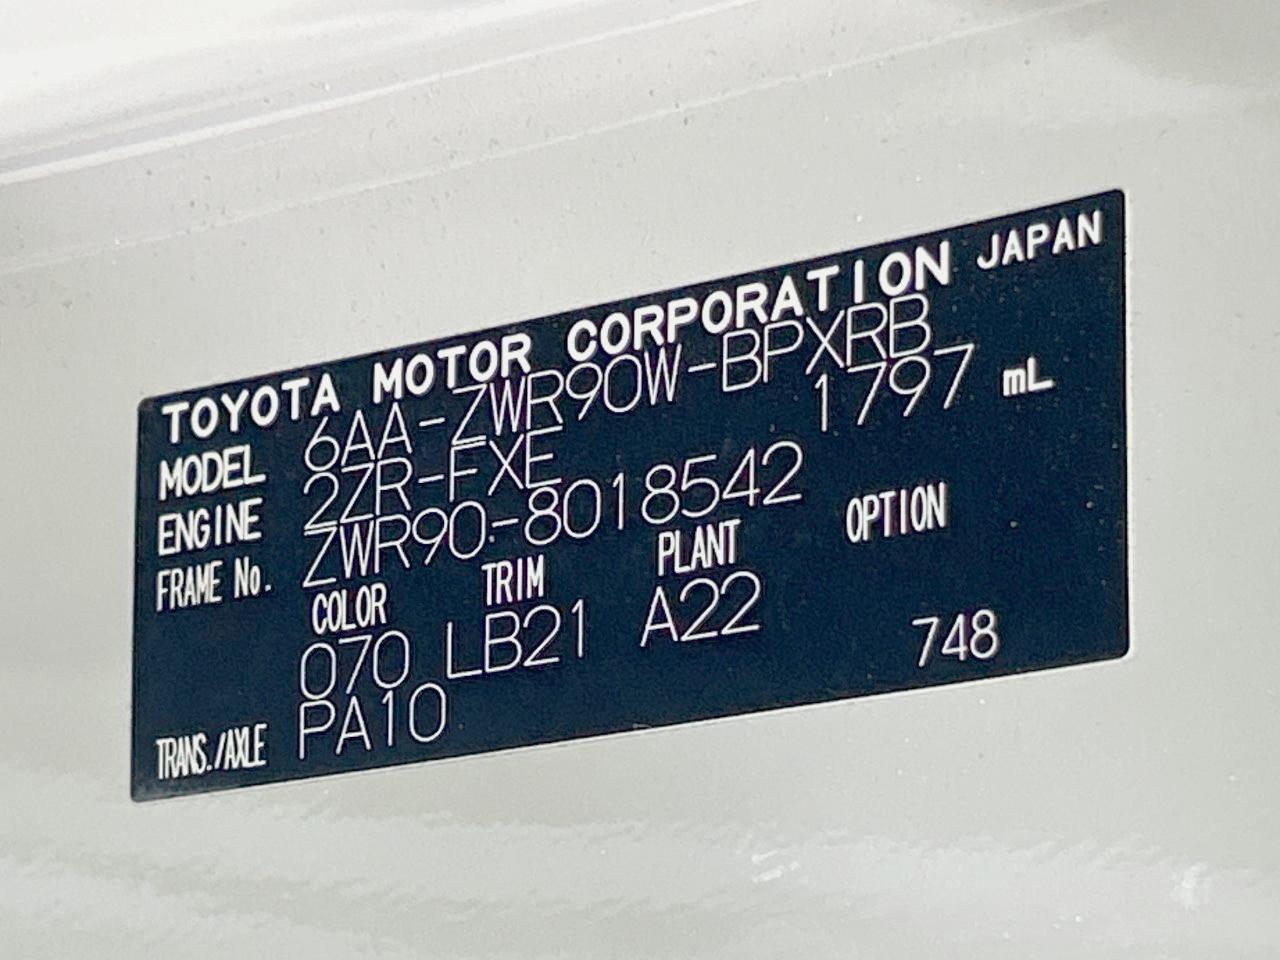 TOYOTA MOTOR CORPORATION JAPAN
MODEL 6AA-ZWR90W-BPXRB
ENGINE 2ZR-FXE 1797 mL
FRAME No. ZWR90-8018542
COLOR TRIM PLANT OPTION
070 LB21 A22 748
TRANS./AXLE PA10